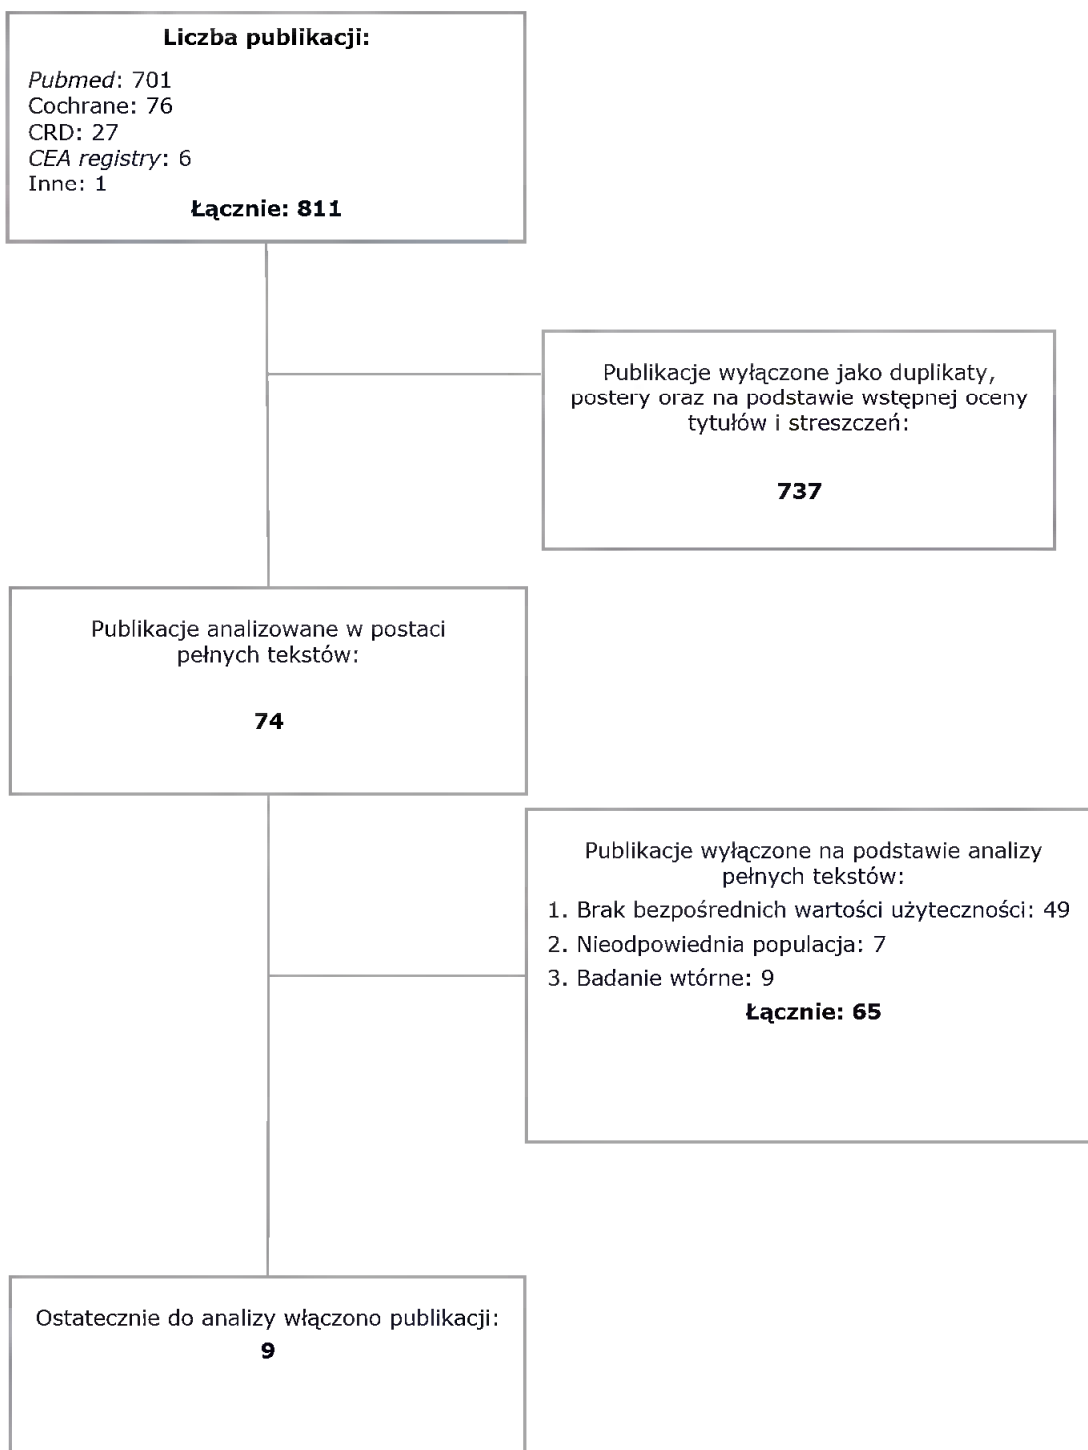 Liczba publikacji:
Pubmed: 701
Cochrane: 76
CRD: 27
CEA registry: 6
Inne: 1
Łącznie: 811
Publikacje wyłączone jako duplikaty,
postery oraz na podstawie wstępnej oceny
tytułów i streszczeń:
737
Publikacje analizowane w postaci
pełnych tekstów:
74
Publikacje wyłączone na podstawie analizy
pełnych tekstów:
1. Brak bezpośrednich wartości użyteczności: 49
2. Nieodpowiednia populacja: 7
3. Badanie wtórne: 9
Łącznie: 65
Ostatecznie do analizy włączono publikacji:
9